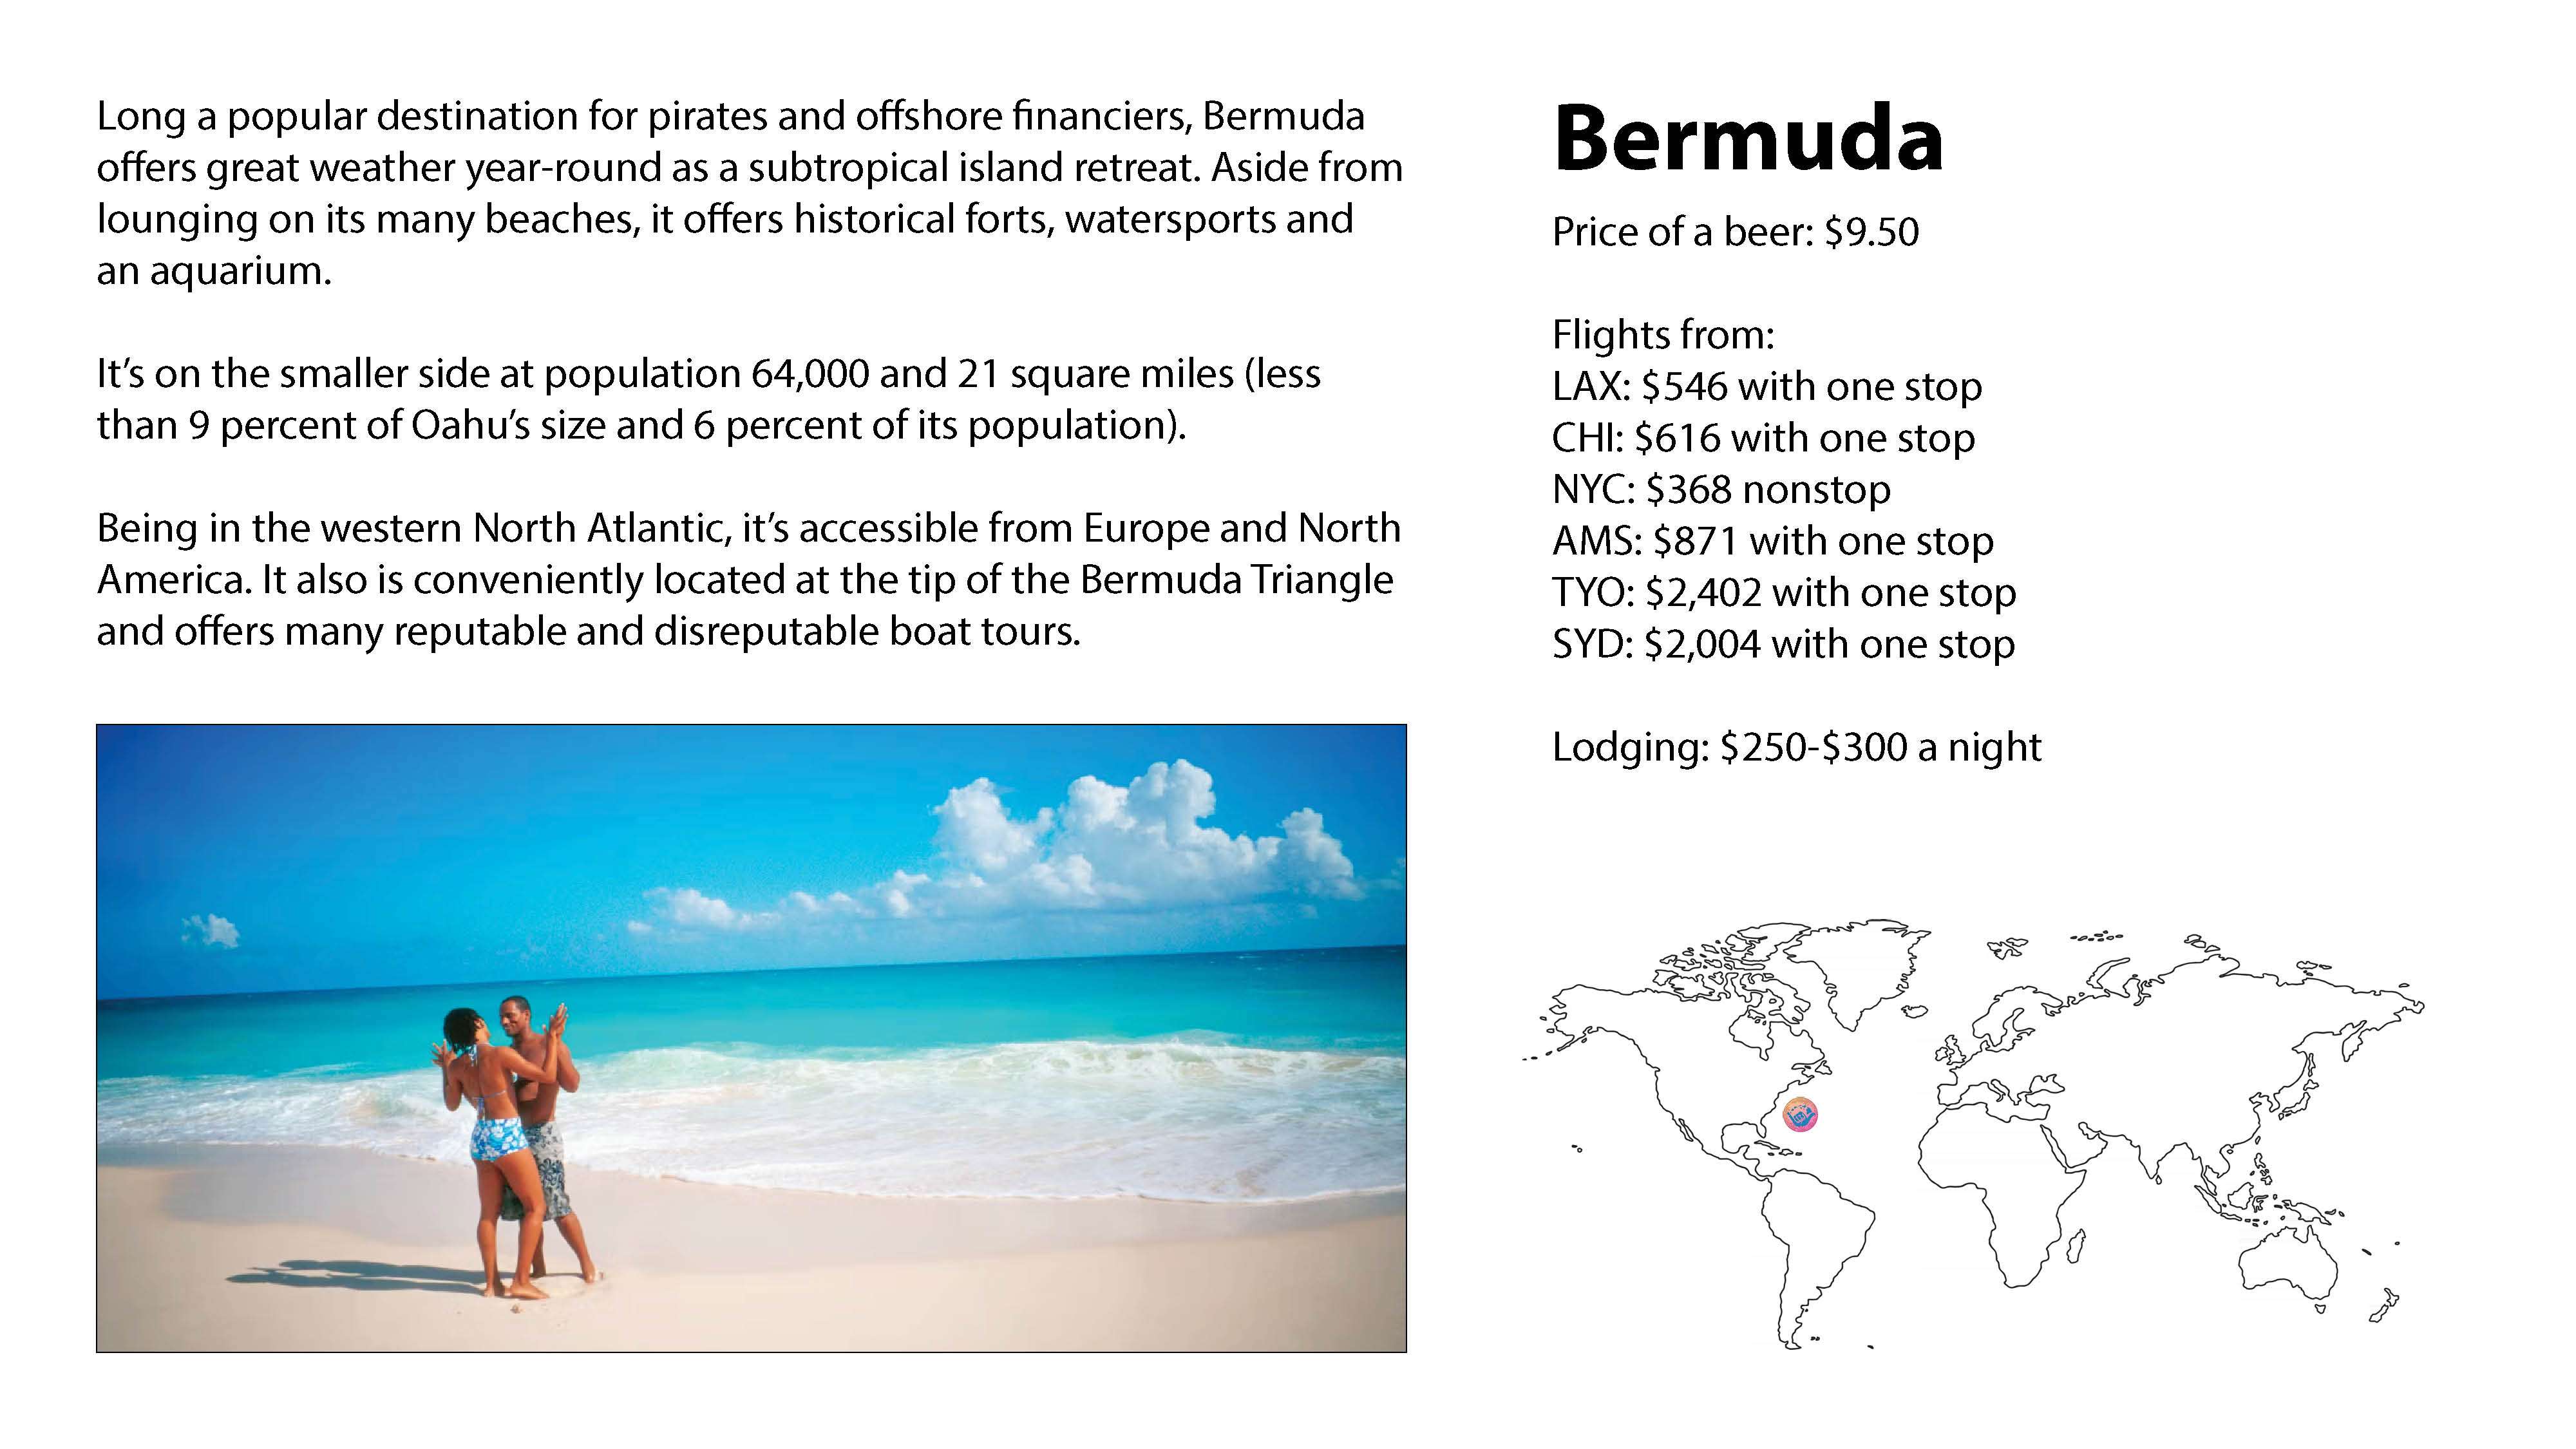 Long a popular destination for pirates and offshore financiers, Bermuda
offers great weather year-round as a subtropical island retreat. Aside from
lounging on its many beaches, it offers historical forts, watersports and
an aquarium.
It’s on the smaller side at population 64,000 and 21 square miles (less
than 9 percent of Oahu’s size and 6 percent of its population).
Being in the western North Atlantic, it’s accessible from Europe and North
America. It also is conveniently located at the tip of the Bermuda Triangle
and offers many reputable and disreputable boat tours.
Bermuda
Price of a beer: $9.50
Flights from:
LAX: $546 with one stop
CHI: $616 with one stop
NYC: $368 nonstop
AMS: $871 with one stop
TYO: $2,402 with one stop
SYD: $2,004 with one stop
Lodging: $250-$300 a night